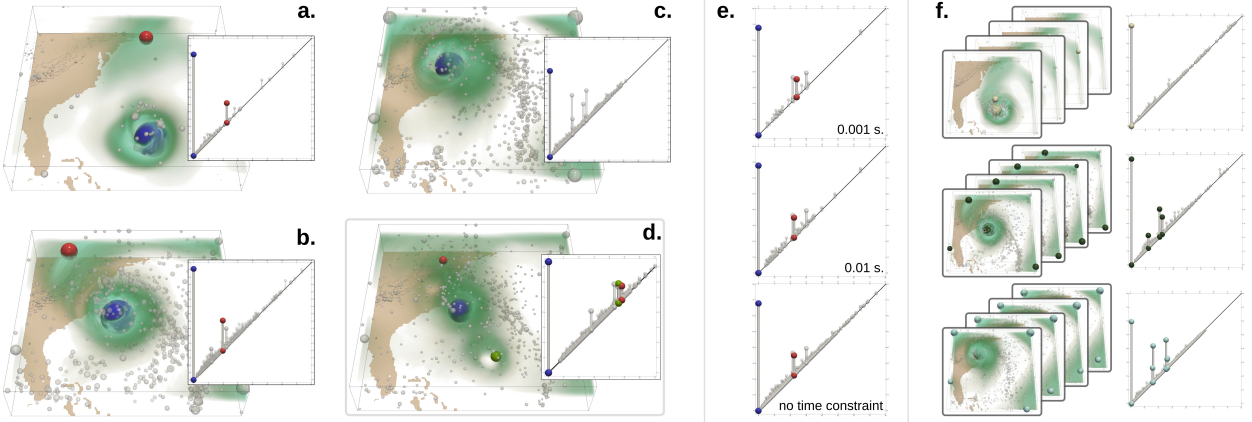 a.
c.
e.
f.
0.001 s.
b.
d.
0.01 s.
no time constraint